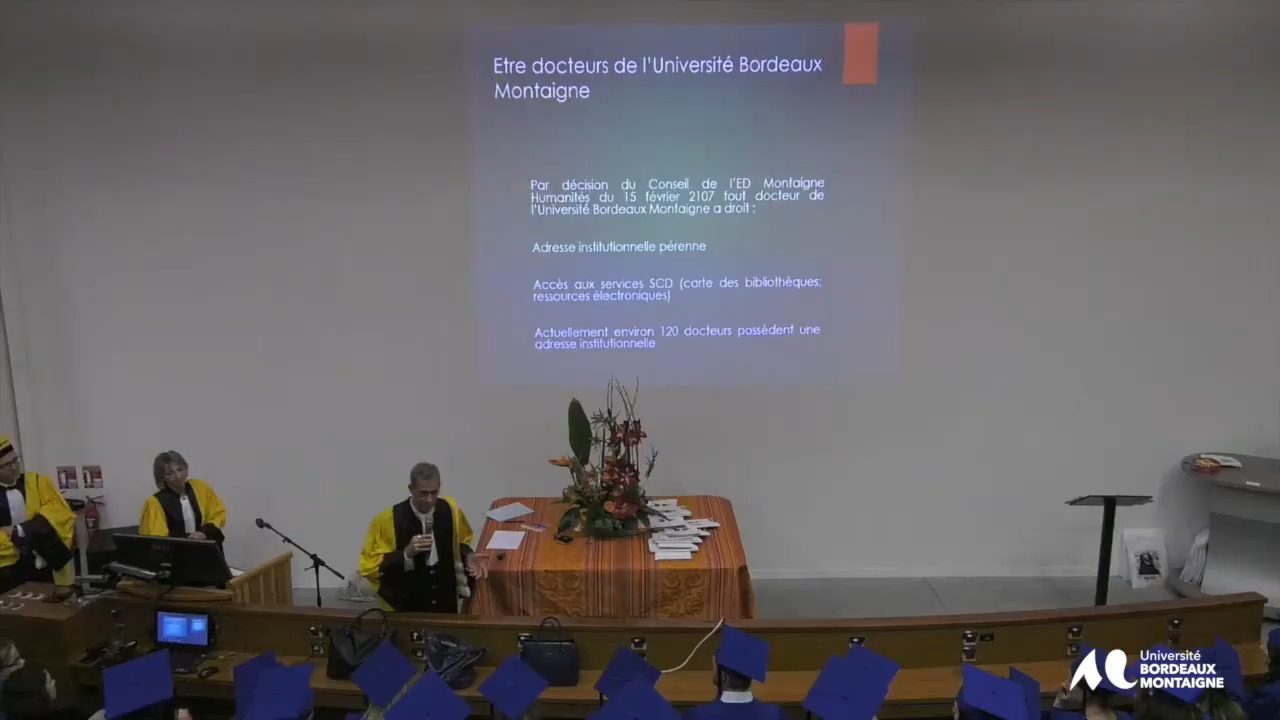 Etre docteurs de l'Université Bordeaux
Montaigne
Par décision du Conseil de l'ED Montaigne
Humanités du 15 février 2107 tout docteur de
l'Université Bordeaux Montaigne a droit :
Adresse institutionnelle pérenne
Accès aux services SCD (carte des bibliothèques;
ressources électroniques)
Actuellement environ 120 docteurs possèdent une
adresse institutionnelle
Université
BORDEAUX
MONTAIGNE